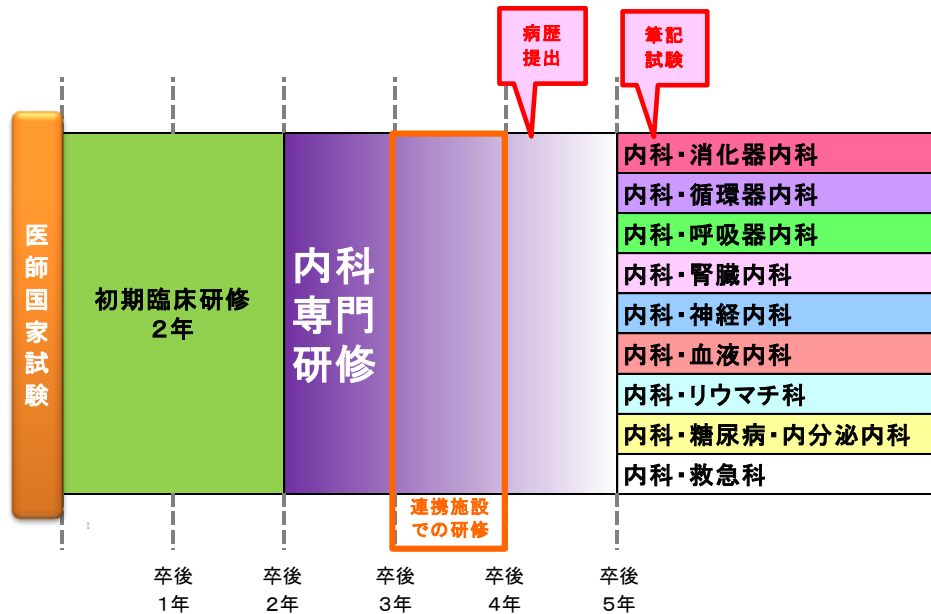 病歴
提出
筆記
試験
医師国家試験
初期臨床研修
2年
内科
専門
研修
内科・消化器内科
内科・循環器内科
内科・呼吸器内科
内科・腎臓内科
内科・神経内科
内科・血液内科
内科・リウマチ科
内科・糖尿病・内分泌内科
内科・救急科
連携施設
での研修
卒後
1年
卒後
2年
卒後
3年
卒後
4年
卒後
5年